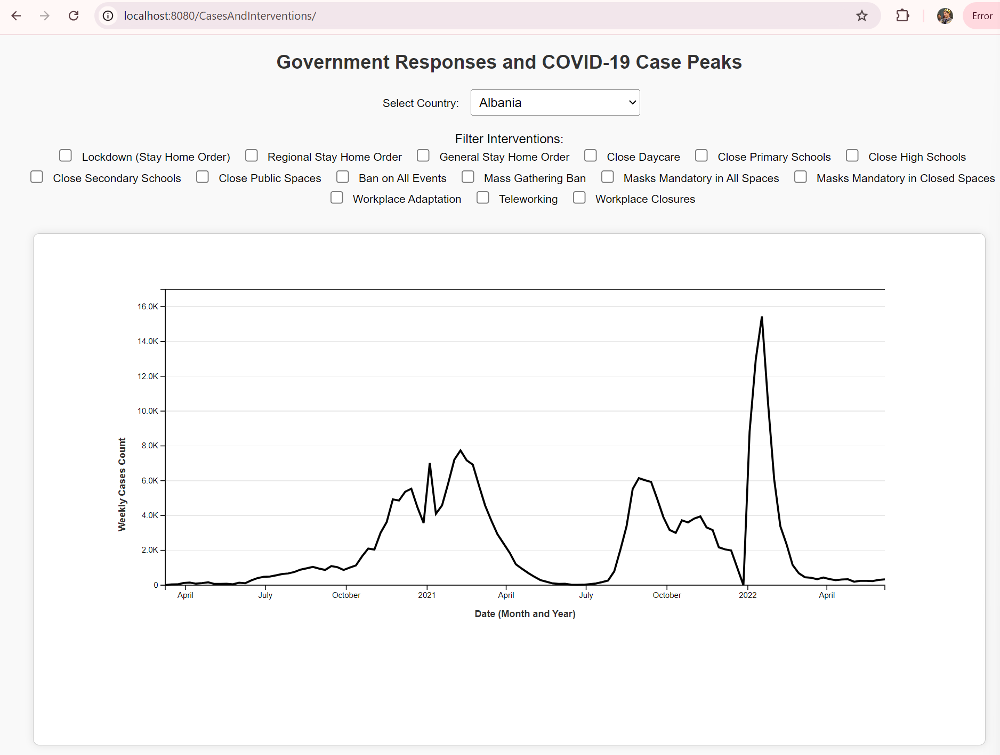 localhost:8080/CasesAndInterventions/
Error
Government Responses and COVID-19 Case Peaks
Select Country:
Albania
Filter Interventions:
Lockdown (Stay Home Order) Regional Stay Home Order General Stay Home Order Close Daycare Close Primary Schools Close High Schools
Close Secondary Schools Close Public Spaces Ban on All Events Mass Gathering Ban Masks Mandatory in All Spaces Masks Mandatory in Closed Spaces
Workplace Adaptation Teleworking Workplace Closures
16.0K
14.0K
12.0K
10.0K
8.0K
6.0K
4.0K
2.0K
0
Weekly Cases Count
April July October 2021 April July October 2022 April
Date (Month and Year)